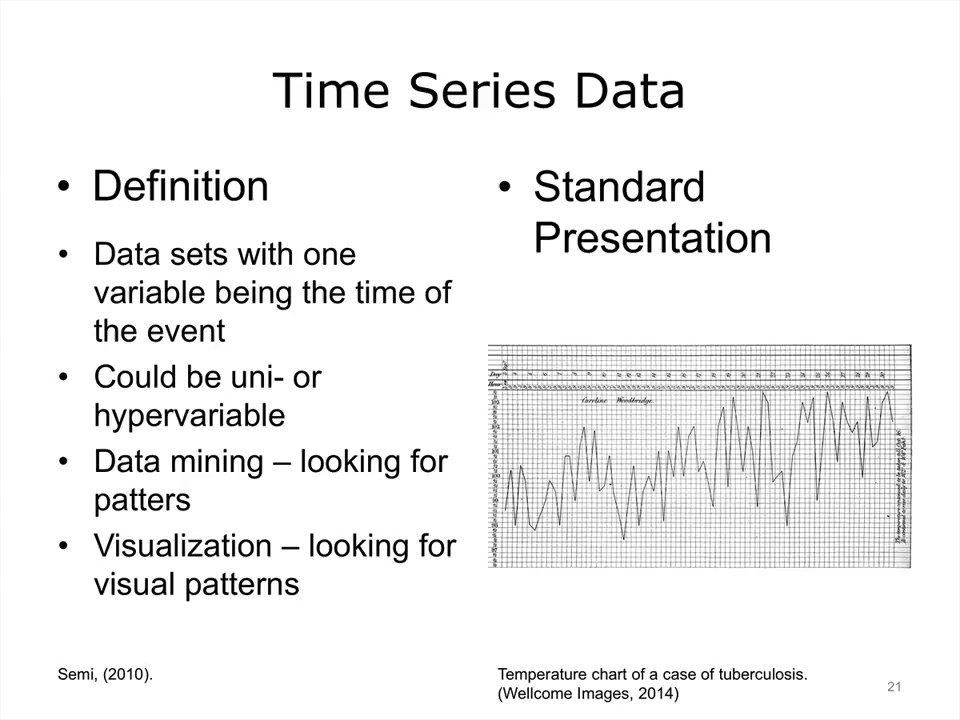 Time Series Data
• Definition
• Data sets with one
variable being the time of
the event
• Could be uni- or
hypervariable
• Data mining – looking for
patters
• Visualization – looking for
visual patterns
Semi, (2010).
• Standard
Presentation
Day
Hour
Caroline Woodbridge.
Temperature chart of a case of tuberculosis.
(Wellcome Images, 2014)
21